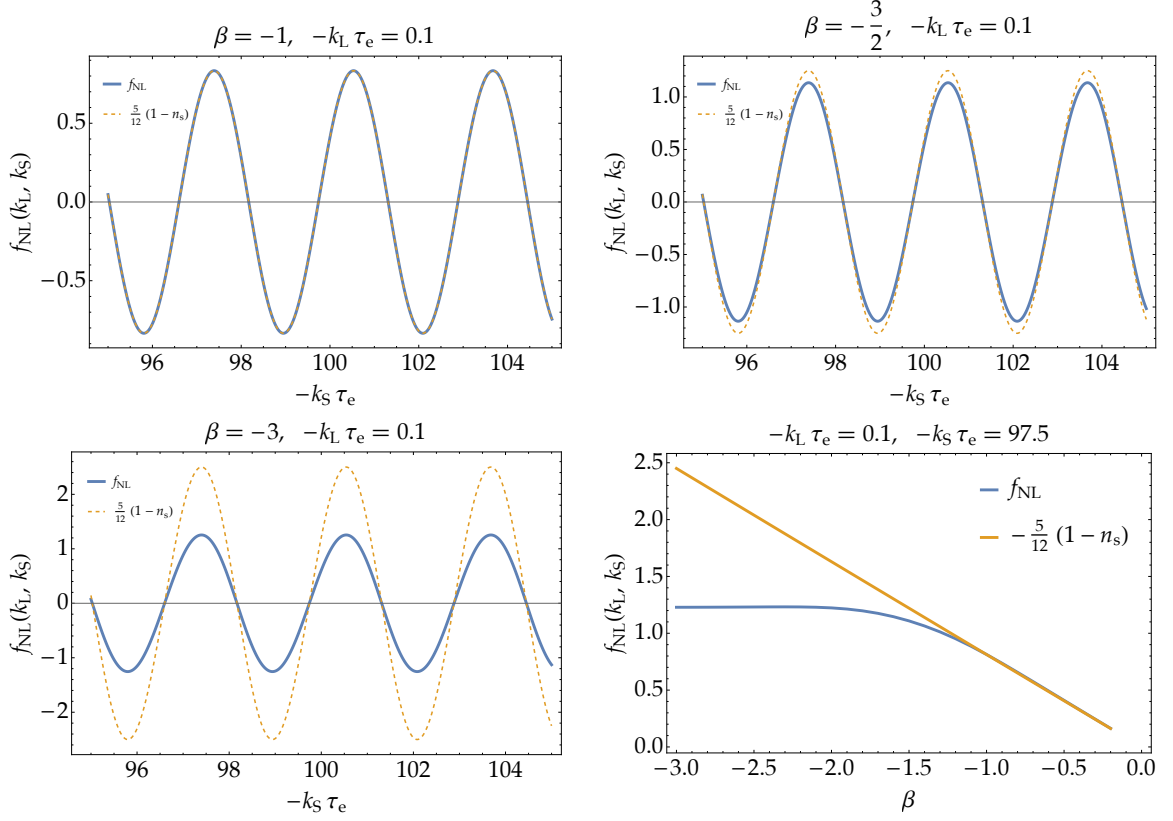 β = −1, −k_L τ_e = 0.1
f_NL
5/12 (1 − n_s)
f_NL(k_L, k_S)
0.5
0.0
−0.5
96 98 100 102 104
−k_S τ_e
β = −3/2, −k_L τ_e = 0.1
f_NL
5/12 (1 − n_s)
f_NL(k_L, k_S)
1.0
0.5
0.0
−0.5
−1.0
96 98 100 102 104
−k_S τ_e
β = −3, −k_L τ_e = 0.1
f_NL
5/12 (1 − n_s)
f_NL(k_L, k_S)
2
1
0
−1
−2
96 98 100 102 104
−k_S τ_e
−k_L τ_e = 0.1, −k_S τ_e = 97.5
f_NL
− 5/12 (1 − n_s)
f_NL(k_L, k_S)
2.5
2.0
1.5
1.0
0.5
0.0
−3.0 −2.5 −2.0 −1.5 −1.0 −0.5 0.0
β